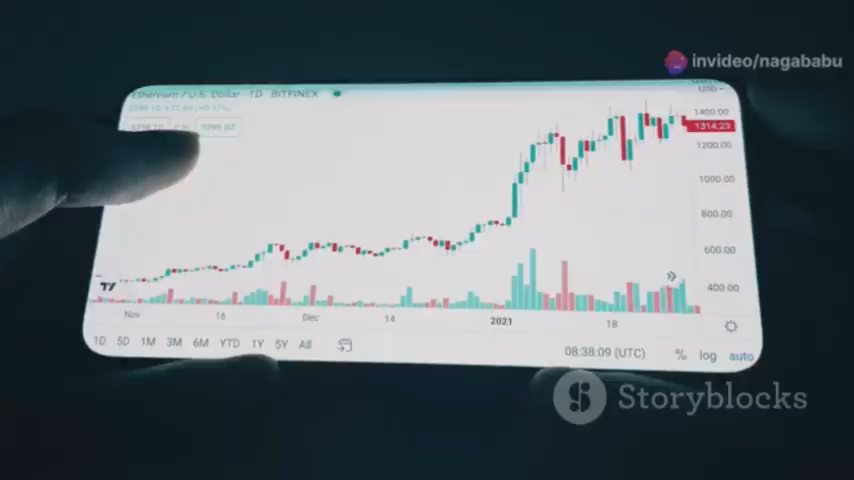 invideo/nagababu
Ethereum / U.S. Dollar 1D BITFINEX
USD
1400.00
1314.23
1200.00
1000.00
800.00
600.00
400.00
Nov 16 Dec 14 2021 18
1D 5D 1M 3M 6M YTD 1Y 5Y All
08:38:09 (UTC) % log auto
Storyblocks